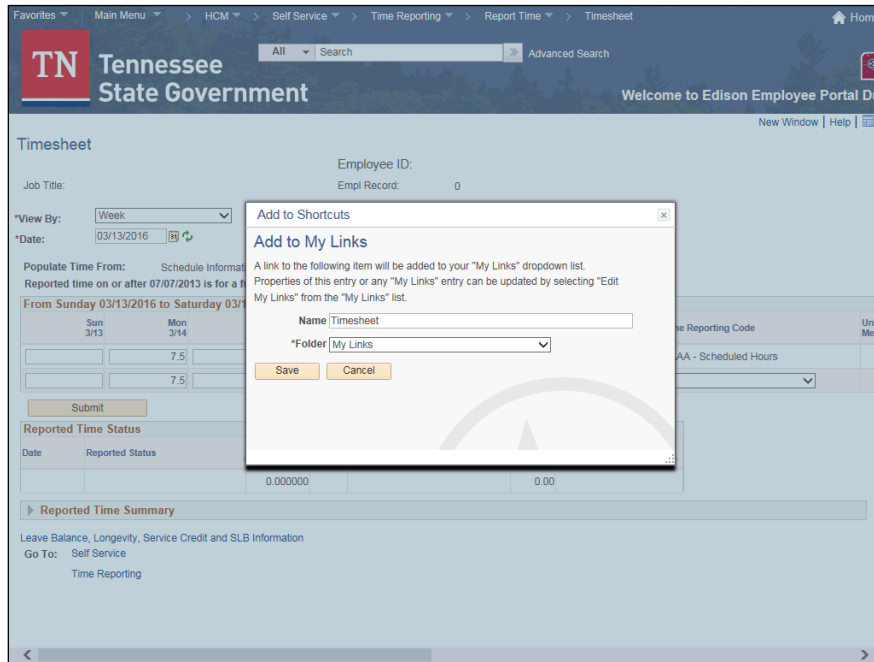 Favorites Main Menu > HCM > Self Service > Time Reporting > Report Time > Timesheet Hom
TN Tennessee State Government
All Search » Advanced Search
Welcome to Edison Employee Portal D
New Window | Help |
Timesheet
Employee ID:
Job Title: Empl Record: 0
*View By: Week
*Date: 03/13/2016
Populate Time From: Schedule Informati
Reported time on or after 07/07/2013 is for a f
From Sunday 03/13/2016 to Saturday 03/1
Sun Mon
3/13 3/14
me Reporting Code Un
Me
7.5 AA - Scheduled Hours
7.5
Submit
Reported Time Status
Date Reported Status
0.000000 0.00
Reported Time Summary
Leave Balance, Longevity, Service Credit and SLB Information
Go To: Self Service
Time Reporting
Add to Shortcuts x
Add to My Links
A link to the following item will be added to your "My Links" dropdown list.
Properties of this entry or any "My Links" entry can be updated by selecting "Edit
My Links" from the "My Links" list.
Name Timesheet
*Folder My Links
Save Cancel